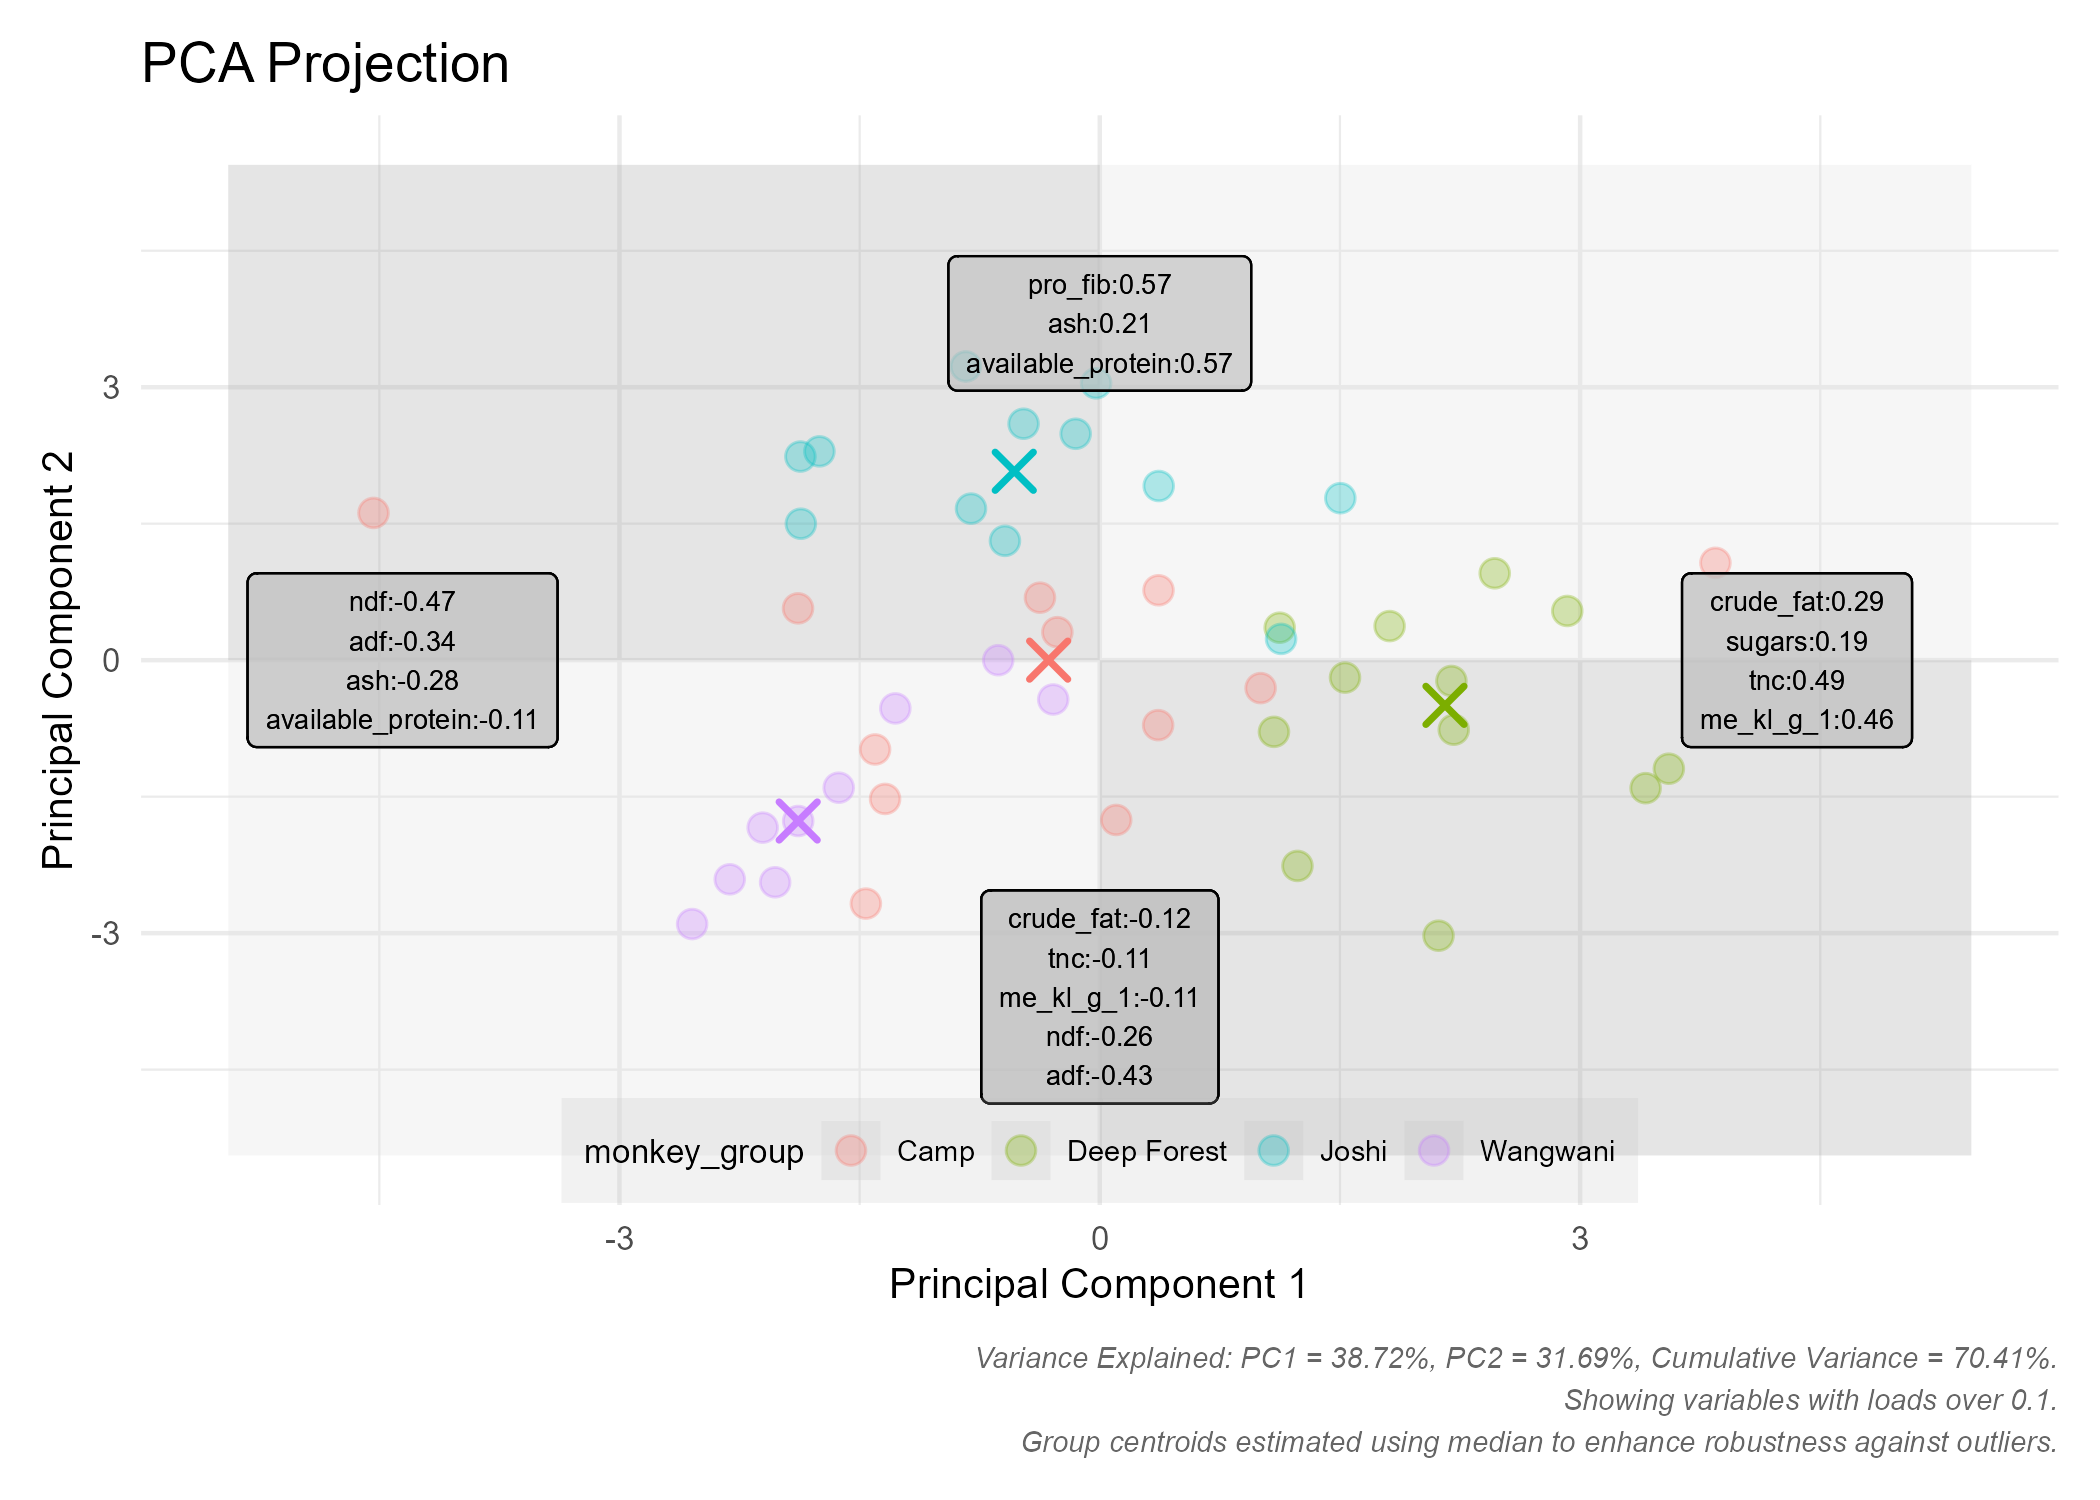 PCA Projection
Principal Component 2
3
0
-3
pro_fib:0.57
ash:0.21
available_protein:0.57
ndf:-0.47
adf:-0.34
ash:-0.28
available_protein:-0.11
crude_fat:0.29
sugars:0.19
tnc:0.49
me_kl_g_1:0.46
crude_fat:-0.12
tnc:-0.11
me_kl_g_1:-0.11
ndf:-0.26
adf:-0.43
monkey_group Camp Deep Forest Joshi Wangwani
-3 0 3
Principal Component 1
Variance Explained: PC1 = 38.72%, PC2 = 31.69%, Cumulative Variance = 70.41%.
Showing variables with loads over 0.1.
Group centroids estimated using median to enhance robustness against outliers.